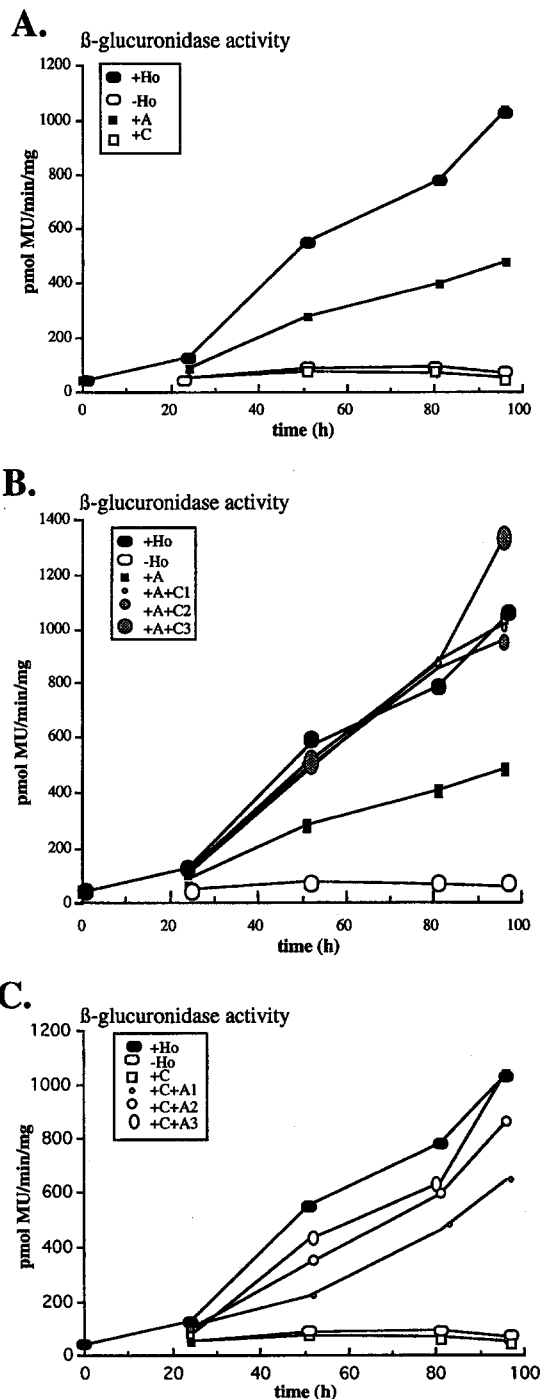 A.
ß-glucuronidase activity
1200
1000
800
600
400
200
0
pmol MU/min/mg
+Ho
-Ho
+A
+C
0 20 40 60 80 100
time (h)
B.
ß-glucuronidase activity
1400
1200
1000
800
600
400
200
0
pmol MU/min/mg
+Ho
-Ho
+A
+A+C1
+A+C2
+A+C3
0 20 40 60 80 100
time (h)
C.
ß-glucuronidase activity
1200
1000
800
600
400
200
0
pmol MU/min/mg
+Ho
-Ho
+C
+C+A1
+C+A2
+C+A3
0 20 40 60 80 100
time (h)